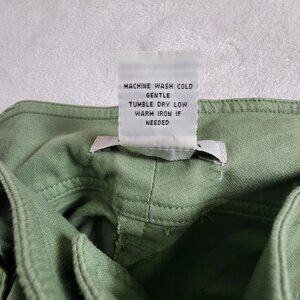 MACHINE WASH COLD
GENTLE
TUMBLE DRY LOW
WARM IRON IF
NEEDED